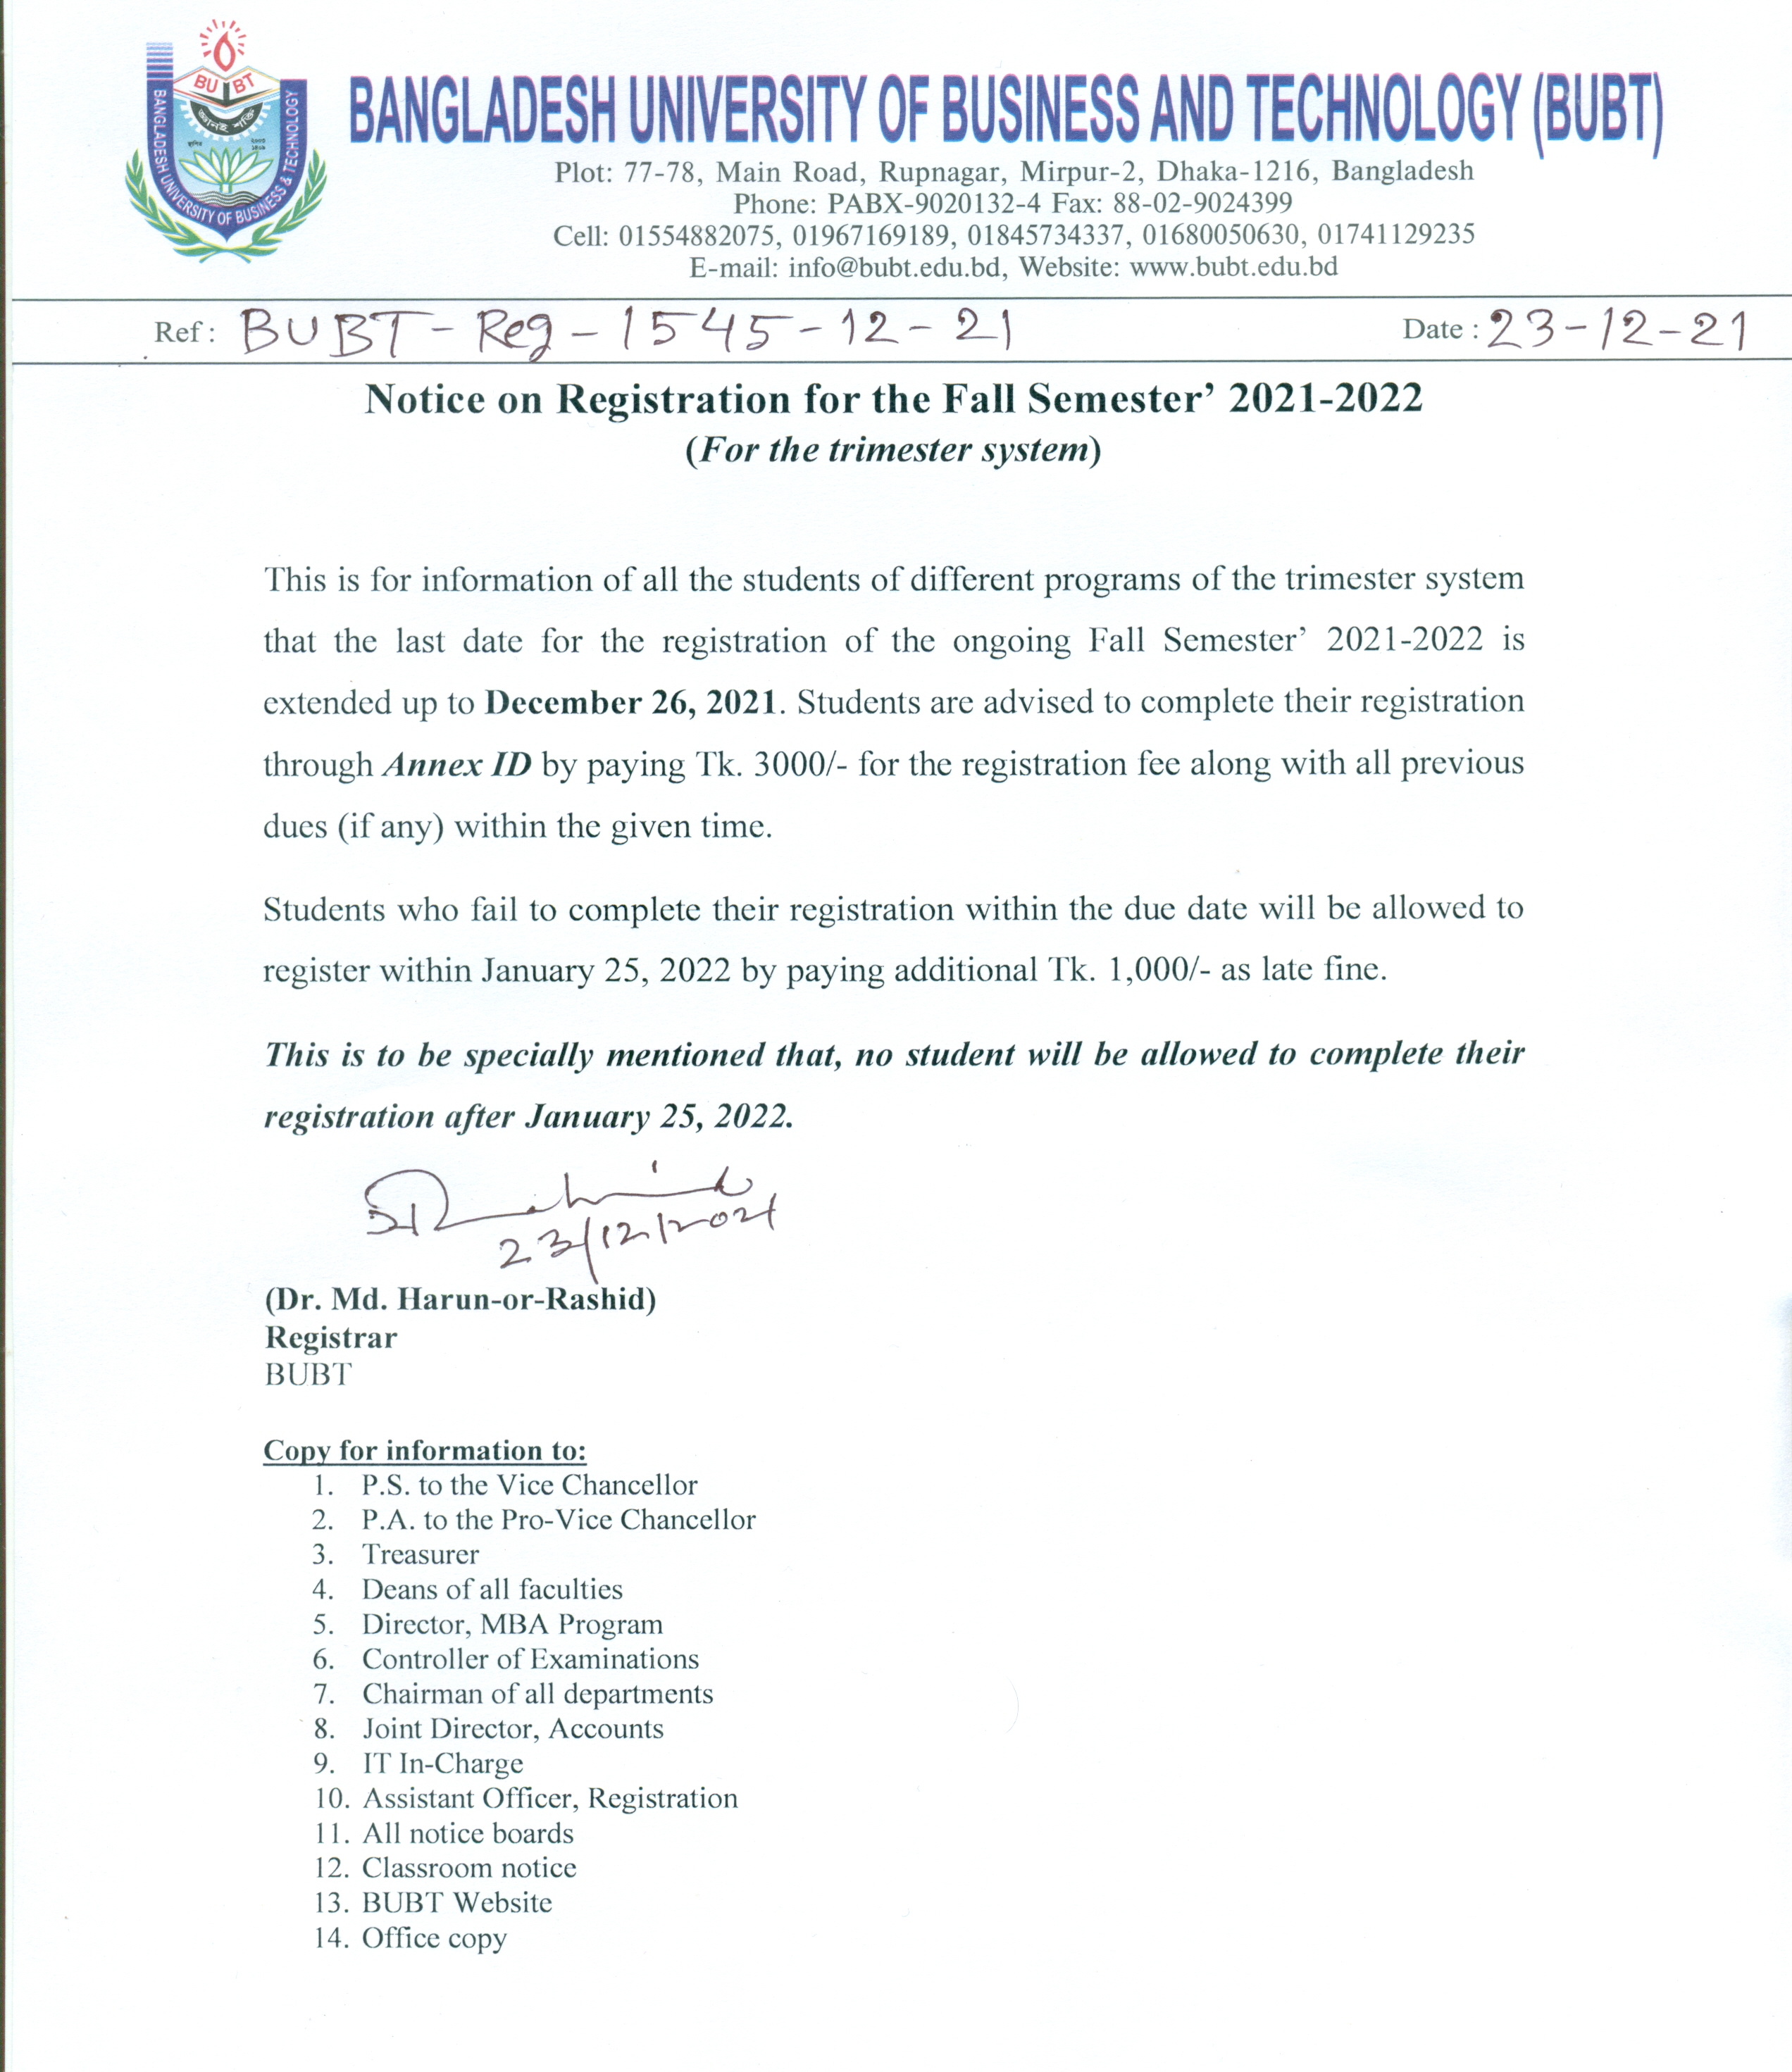 BUBT
BANGLADESH UNIVERSITY OF BUSINESS & TECHNOLOGY
জ্ঞানই শক্তি
BANGLADESH UNIVERSITY OF BUSINESS AND TECHNOLOGY (BUBT)
Plot: 77-78, Main Road, Rupnagar, Mirpur-2, Dhaka-1216, Bangladesh
Phone: PABX-9020132-4 Fax: 88-02-9024399
Cell: 01554882075, 01967169189, 01845734337, 01680050630, 01741129235
E-mail: info@bubt.edu.bd, Website: www.bubt.edu.bd
Ref : BUBT-Reg-1545-12-21 Date : 23-12-21
Notice on Registration for the Fall Semester’ 2021-2022
(For the trimester system)
This is for information of all the students of different programs of the trimester system
that the last date for the registration of the ongoing Fall Semester’ 2021-2022 is
extended up to December 26, 2021. Students are advised to complete their registration
through Annex ID by paying Tk. 3000/- for the registration fee along with all previous
dues (if any) within the given time.
Students who fail to complete their registration within the due date will be allowed to
register within January 25, 2022 by paying additional Tk. 1,000/- as late fine.
This is to be specially mentioned that, no student will be allowed to complete their
registration after January 25, 2022.
23/12/2021
(Dr. Md. Harun-or-Rashid)
Registrar
BUBT
Copy for information to:
1. P.S. to the Vice Chancellor
2. P.A. to the Pro-Vice Chancellor
3. Treasurer
4. Deans of all faculties
5. Director, MBA Program
6. Controller of Examinations
7. Chairman of all departments
8. Joint Director, Accounts
9. IT In-Charge
10. Assistant Officer, Registration
11. All notice boards
12. Classroom notice
13. BUBT Website
14. Office copy